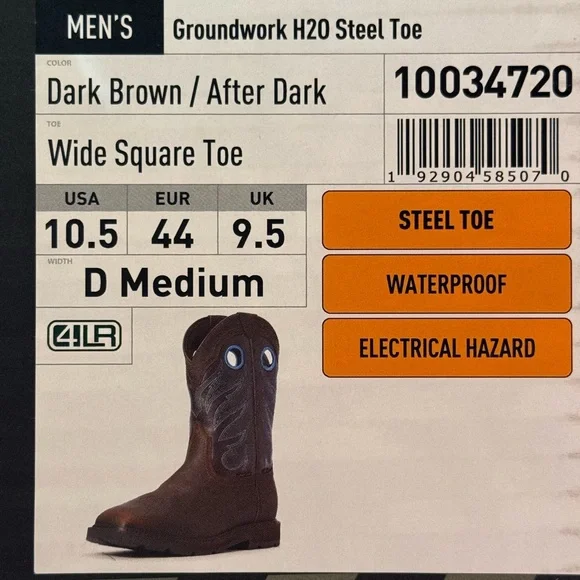 MEN'S
Groundwork H2O Steel Toe
COLOR
Dark Brown / After Dark
10034720
TOE
Wide Square Toe
1 92904 58507 0
USA EUR UK
10.5 44 9.5
WIDTH
D Medium
STEEL TOE
WATERPROOF
ELECTRICAL HAZARD
4LR